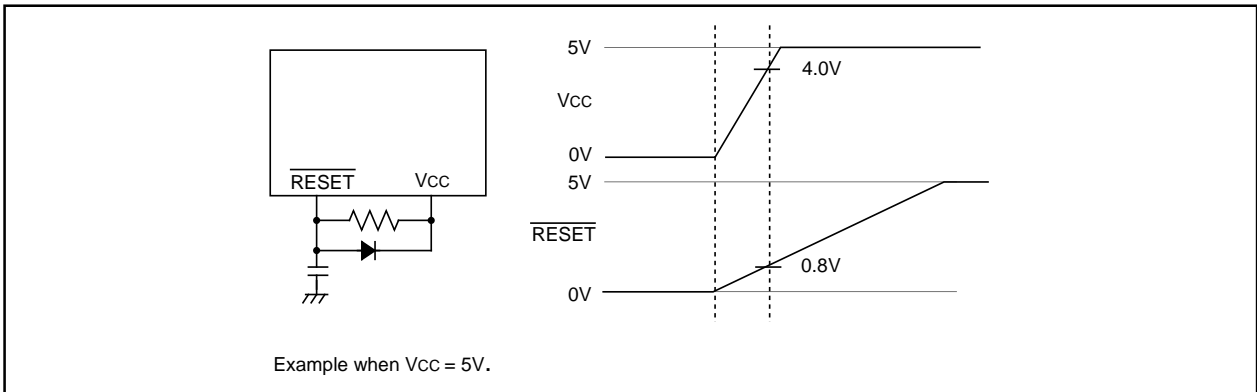 RESET VCC
5V
4.0V
VCC
0V
5V
RESET
0.8V
0V
Example when VCC = 5V.